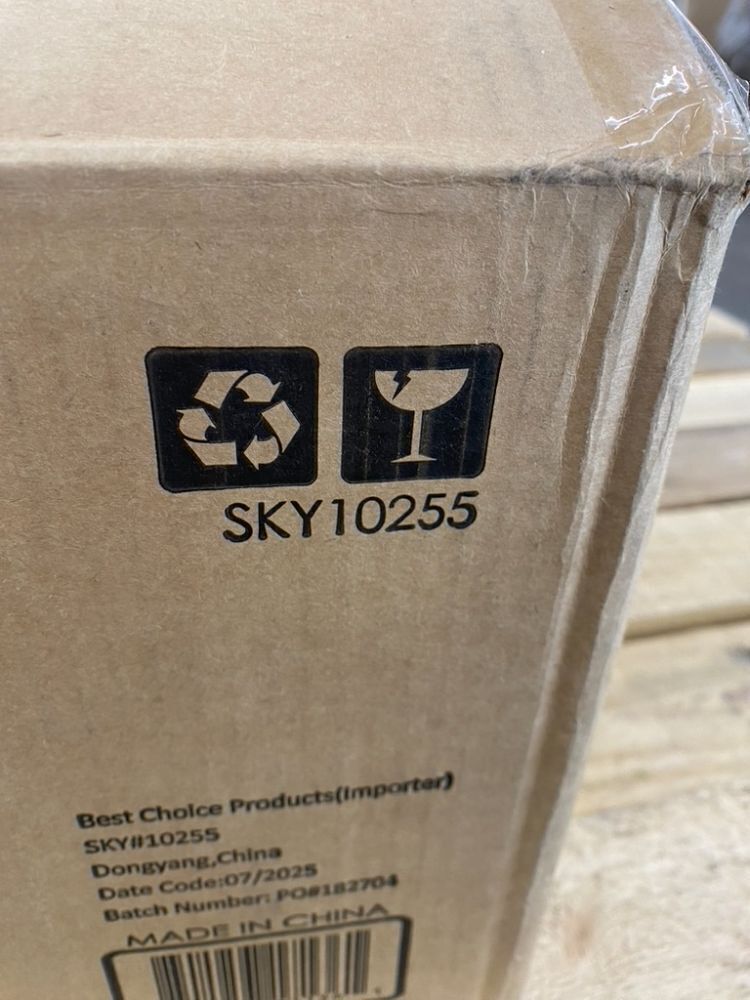 SKY10255
Best Choice Products(Importer)
SKY#10255
Dongyang,China
Date Code:07/2025
Batch Number: PO#182704
MADE IN CHINA